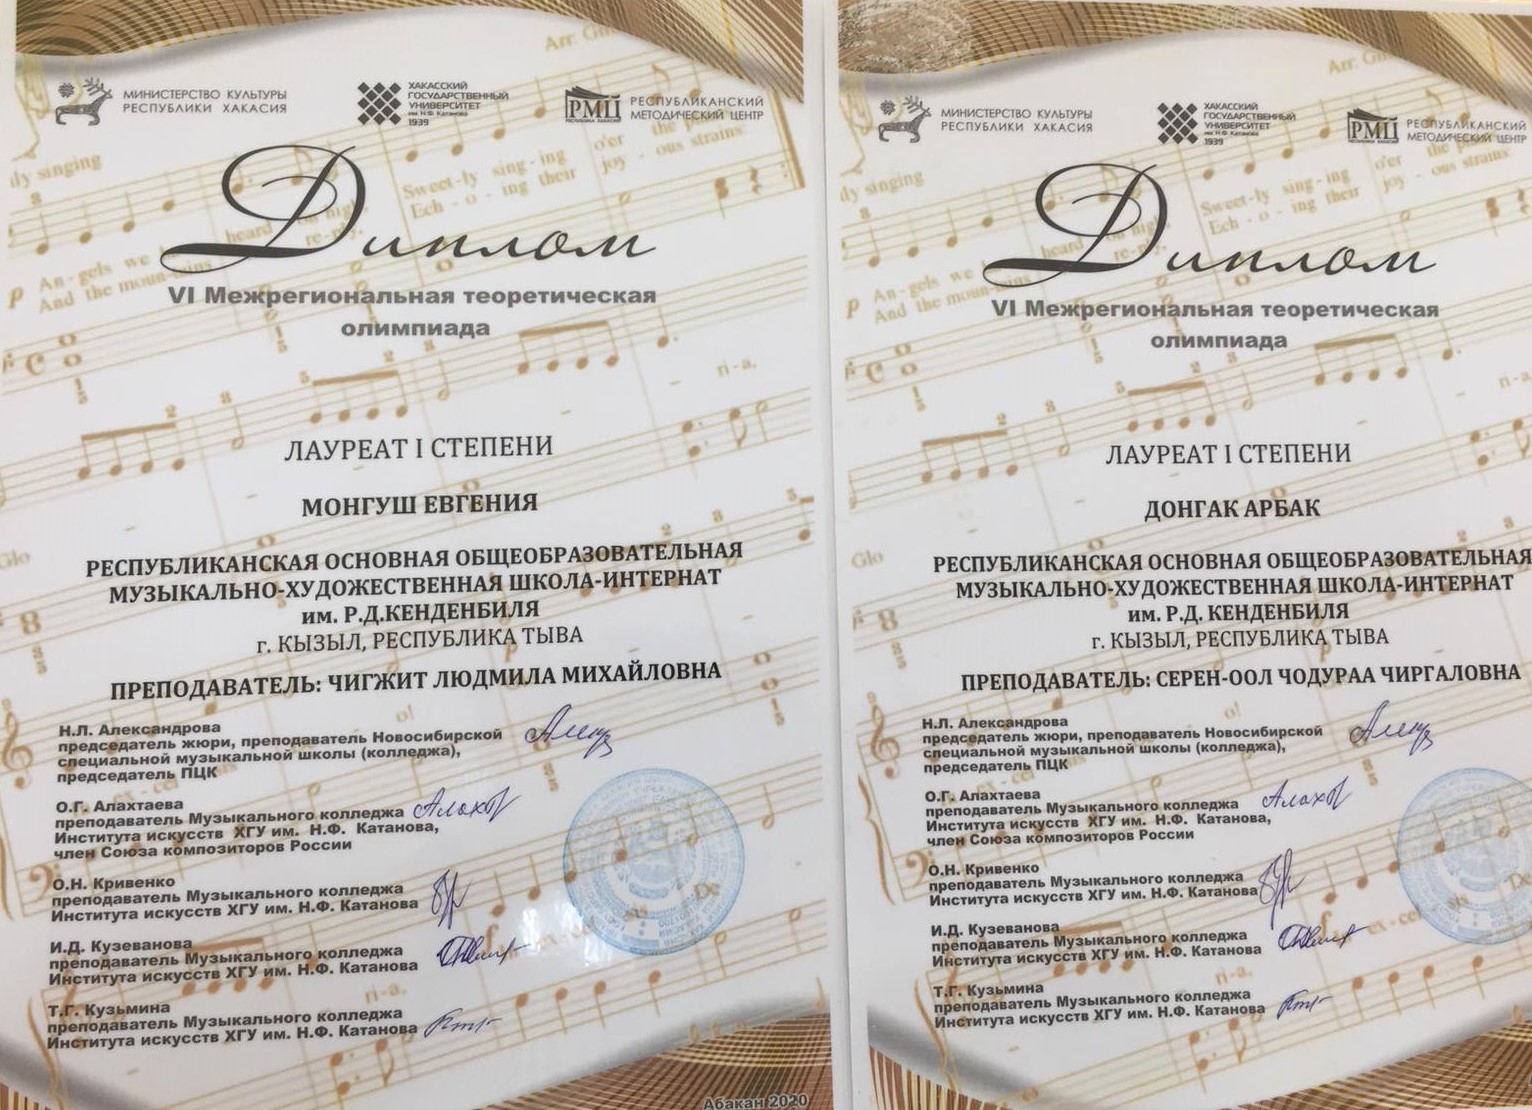 МИНИСТЕРСТВО КУЛЬТУРЫ
РЕСПУБЛИКИ ХАКАСИЯ
ХАКАССКИЙ
ГОСУДАРСТВЕННЫЙ
УНИВЕРСИТЕТ
им. Н.Ф. Катанова
1939
РМЦ
РЕСПУБЛИКАНСКИЙ
МЕТОДИЧЕСКИЙ ЦЕНТР
Диплом
VI Межрегиональная теоретическая
олимпиада
ЛАУРЕАТ I СТЕПЕНИ
МОНГУШ ЕВГЕНИЯ
РЕСПУБЛИКАНСКАЯ ОСНОВНАЯ ОБЩЕОБРАЗОВАТЕЛЬНАЯ
МУЗЫКАЛЬНО-ХУДОЖЕСТВЕННАЯ ШКОЛА-ИНТЕРНАТ
им. Р.Д.КЕНДЕНБИЛЯ
г. КЫЗЫЛ, РЕСПУБЛИКА ТЫВА
ПРЕПОДАВАТЕЛЬ: ЧИГЖИТ ЛЮДМИЛА МИХАЙЛОВНА
Н.Л. Александрова
председатель жюри, преподаватель Новосибирской
специальной музыкальной школы (колледжа),
председатель ПЦК
О.Г. Алахтаева
преподаватель Музыкального колледжа
Института искусств ХГУ им. Н.Ф. Катанова,
член Союза композиторов России
О.Н. Кривенко
преподаватель Музыкального колледжа
Института искусств ХГУ им. Н.Ф. Катанова
И.Д. Кузеванова
преподаватель Музыкального колледжа
Института искусств ХГУ им. Н.Ф. Катанова
Т.Г. Кузьмина
преподаватель Музыкального колледжа
Института искусств ХГУ им. Н.Ф. Катанова
Абакан 2020
МИНИСТЕРСТВО КУЛЬТУРЫ
РЕСПУБЛИКИ ХАКАСИЯ
ХАКАССКИЙ
ГОСУДАРСТВЕННЫЙ
УНИВЕРСИТЕТ
им. Н.Ф. Катанова
1939
РМЦ
РЕСПУБЛИКАНСКИЙ
МЕТОДИЧЕСКИЙ ЦЕНТР
Диплом
VI Межрегиональная теоретическая
олимпиада
ЛАУРЕАТ I СТЕПЕНИ
ДОНГАК АРБАК
РЕСПУБЛИКАНСКАЯ ОСНОВНАЯ ОБЩЕОБРАЗОВАТЕЛЬНАЯ
МУЗЫКАЛЬНО-ХУДОЖЕСТВЕННАЯ ШКОЛА-ИНТЕРНАТ
им. Р.Д. КЕНДЕНБИЛЯ
г. КЫЗЫЛ, РЕСПУБЛИКА ТЫВА
ПРЕПОДАВАТЕЛЬ: СЕРЕН-ООЛ ЧОДУРАА ЧИРГАЛОВНА
Н.Л. Александрова
председатель жюри, преподаватель Новосибирской
специальной музыкальной школы (колледжа),
председатель ПЦК
О.Г. Алахтаева
преподаватель Музыкального колледжа
Института искусств ХГУ им. Н.Ф. Катанова,
член Союза композиторов России
О.Н. Кривенко
преподаватель Музыкального колледжа
Института искусств ХГУ им. Н.Ф. Катанова
И.Д. Кузеванова
преподаватель Музыкального колледжа
Института искусств ХГУ им. Н.Ф. Катанова
Т.Г. Кузьмина
преподаватель Музыкального колледжа
Института искусств ХГУ им. Н.Ф. Катанова